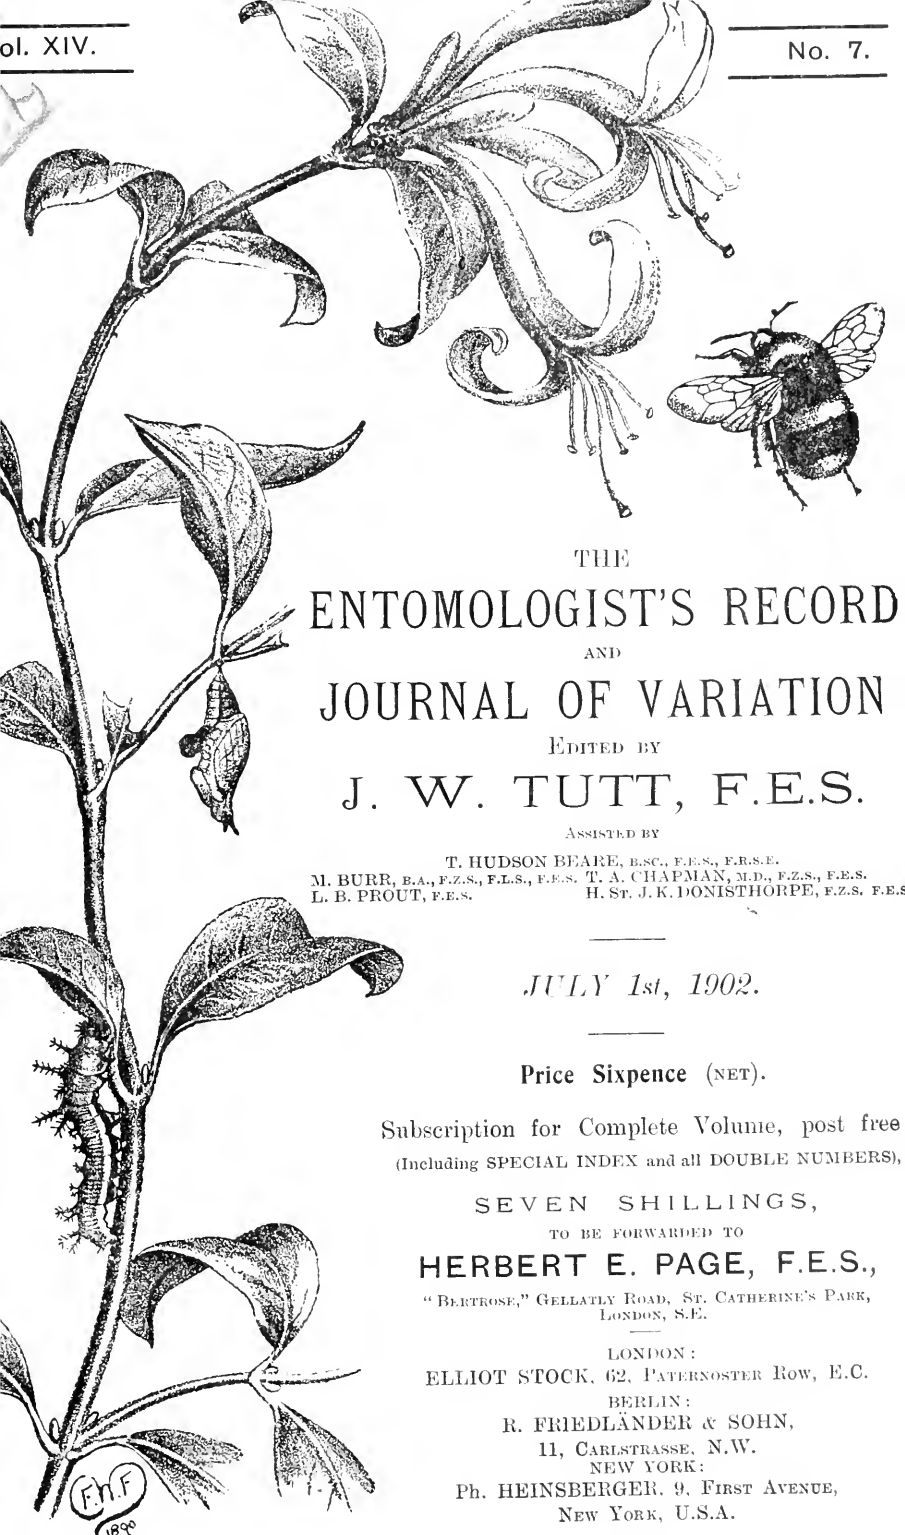 ol. XIV.
No. 7.
THE
ENTOMOLOGIST'S RECORD
AND
JOURNAL OF VARIATION
EDITED BY
J. W. TUTT, F.E.S.
ASSISTED BY
T. HUDSON BEARE, B.SC., F.E.S., F.R.S.E.
M. BURR, B.A., F.Z.S., F.L.S., F.E.S. T. A. CHAPMAN, M.D., F.Z.S., F.E.S.
L. B. PROUT, F.E.S. H. ST. J. K. DONISTHORPE, F.Z.S. F.E.S
JULY 1st, 1902.
Price Sixpence (NET).
Subscription for Complete Volume, post free
(Including SPECIAL INDEX and all DOUBLE NUMBERS),
SEVEN SHILLINGS,
TO BE FORWARDED TO
HERBERT E. PAGE, F.E.S.,
"BERTROSE," GELLATLY ROAD, ST. CATHERINE'S PARK,
LONDON, S.E.
LONDON:
ELLIOT STOCK, 62, PATERNOSTER ROW, E.C.
BERLIN:
R. FRIEDLÄNDER & SOHN,
11, CARLSTRASSE, N.W.
NEW YORK:
Ph. HEINSBERGER, 9, FIRST AVENUE,
NEW YORK, U.S.A.
F.W.F
1890